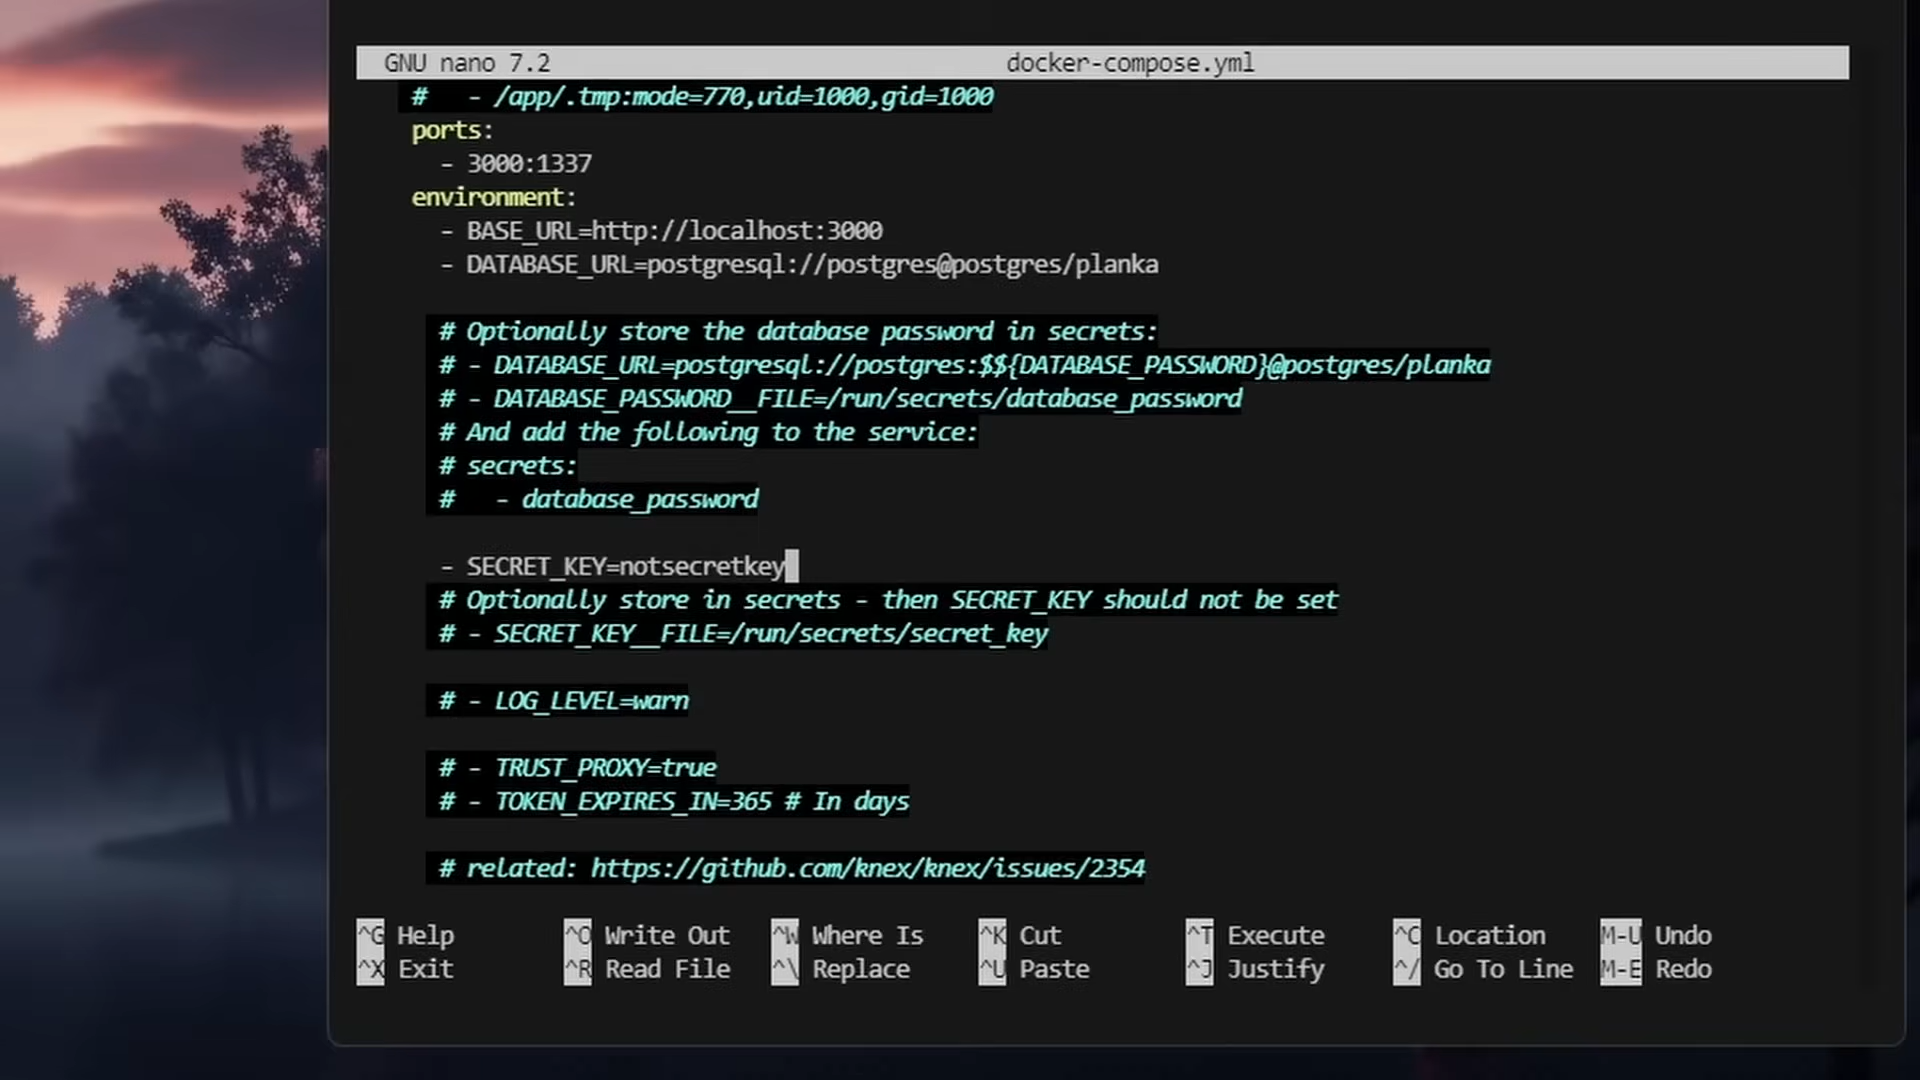 GNU nano 7.2 docker-compose.yml
#   - /app/.tmp:mode=770,uid=1000,gid=1000
ports:
- 3000:1337
environment:
- BASE_URL=http://localhost:3000
- DATABASE_URL=postgresql://postgres@postgres/planka
# Optionally store the database password in secrets:
# - DATABASE_URL=postgresql://postgres:$${DATABASE_PASSWORD}@postgres/planka
# - DATABASE_PASSWORD__FILE=/run/secrets/database_password
# And add the following to the service:
# secrets:
#   - database_password
- SECRET_KEY=notsecretkey
# Optionally store in secrets - then SECRET_KEY should not be set
# - SECRET_KEY__FILE=/run/secrets/secret_key
# - LOG_LEVEL=warn
# - TRUST_PROXY=true
# - TOKEN_EXPIRES_IN=365 # In days
# related: https://github.com/knex/knex/issues/2354
^G Help ^O Write Out ^W Where Is ^K Cut ^T Execute ^C Location M-U Undo
^X Exit ^R Read File ^\ Replace ^U Paste ^J Justify ^/ Go To Line M-E Redo